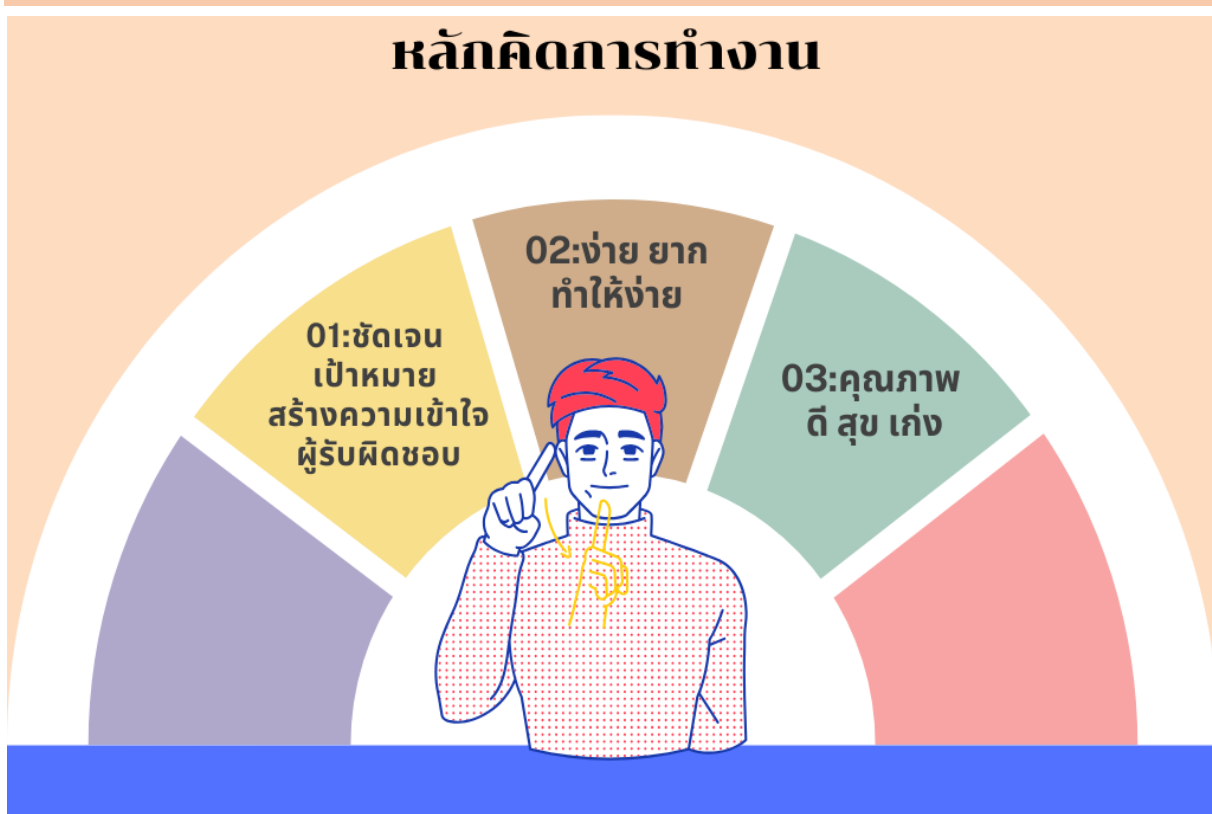 หลักคิดการทำงาน
01:ชัดเจน
เป้าหมาย
สร้างความเข้าใจ
ผู้รับผิดชอบ
02:ง่าย ยาก
ทำให้ง่าย
03:คุณภาพ
ดี สุข เก่ง